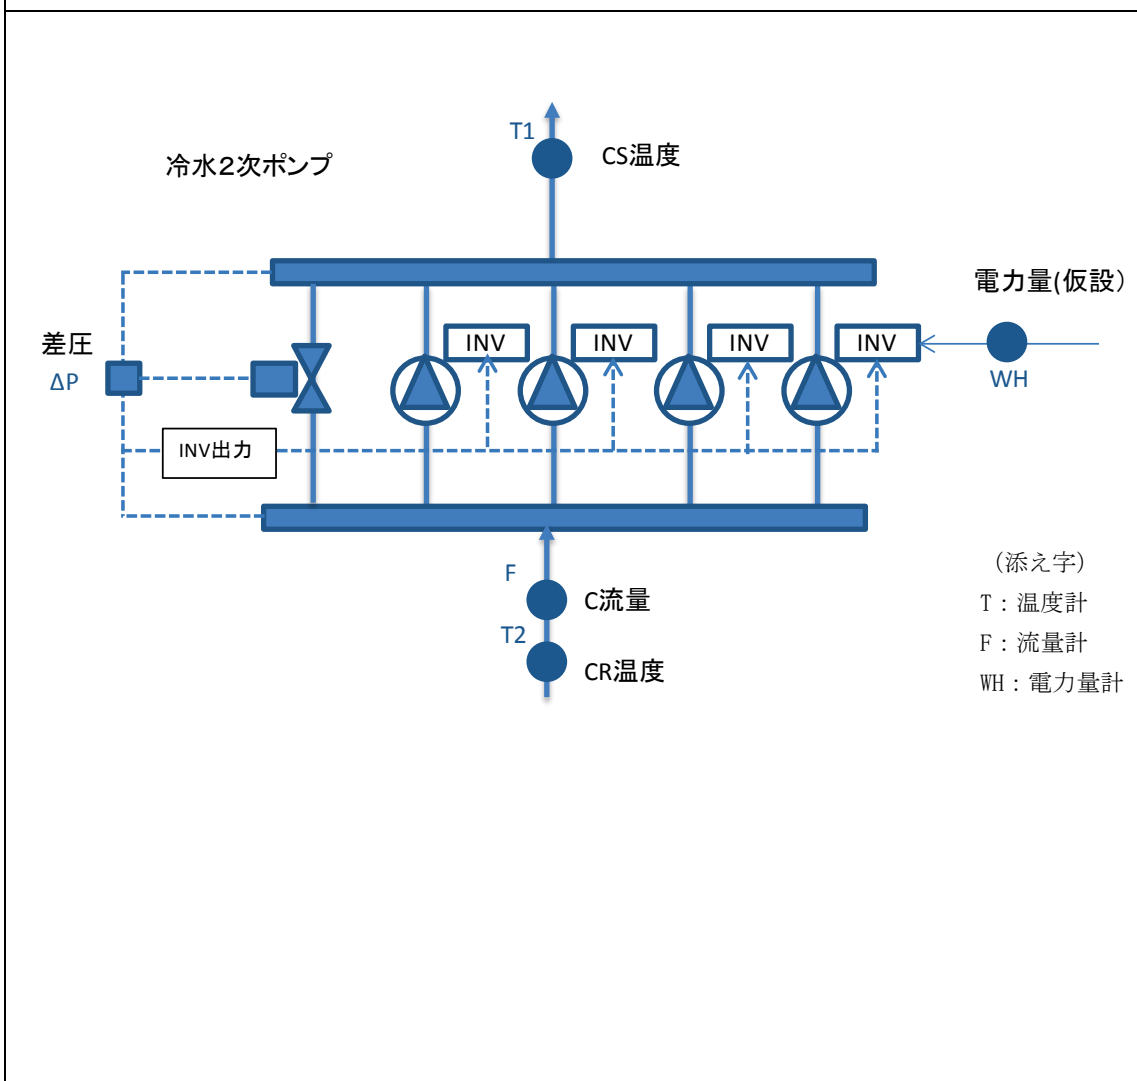 T1
CS温度
冷水２次ポンプ
電力量(仮設）
差圧
ΔP
INV
INV
INV
INV
WH
INV出力
F
C流量
T2
CR温度
（添え字）
T：温度計
F：流量計
WH：電力量計